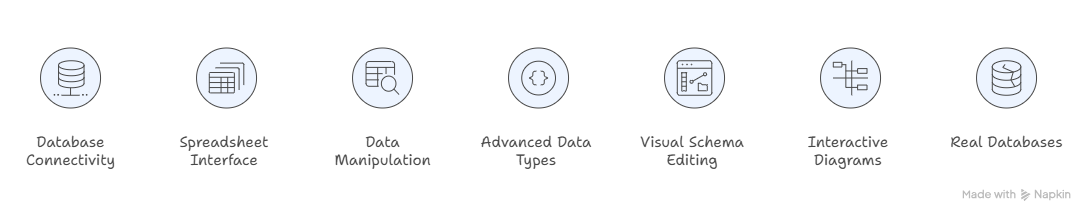 Database
Connectivity
Spreadsheet
Interface
Data
Manipulation
Advanced Data
Types
Visual Schema
Editing
Interactive
Diagrams
Real Databases
Made with Napkin